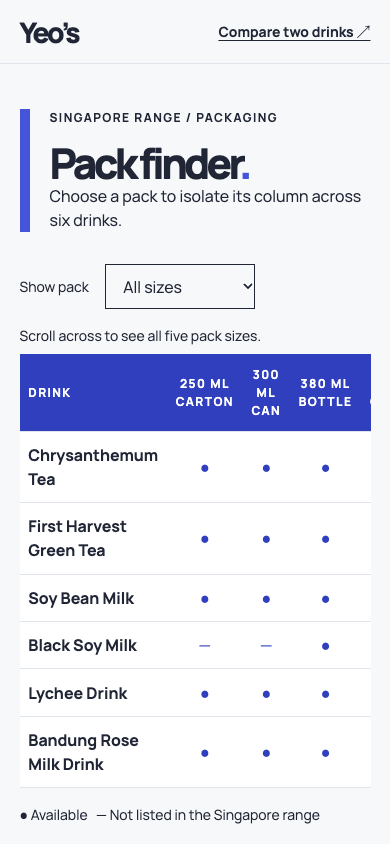 Yeo's
Compare two drinks ↗
SINGAPORE RANGE / PACKAGING
Pack finder.
Choose a pack to isolate its column across
six drinks.
Show pack All sizes
Scroll across to see all five pack sizes.
DRINK 250 ML CARTON 300 ML CAN 380 ML BOTTLE
Chrysanthemum Tea ● ● ●
First Harvest Green Tea ● ● ●
Soy Bean Milk ● ● ●
Black Soy Milk — — ●
Lychee Drink ● ● ●
Bandung Rose Milk Drink ● ● ●
● Available — Not listed in the Singapore range